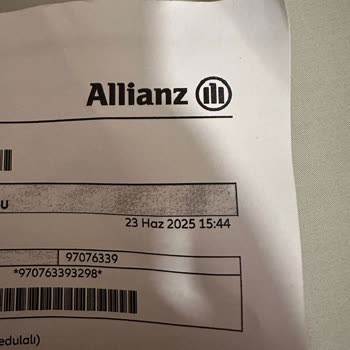 Allianz
u
23 Haz 2025 15:44
97076339
*970763393298*
edulalı)